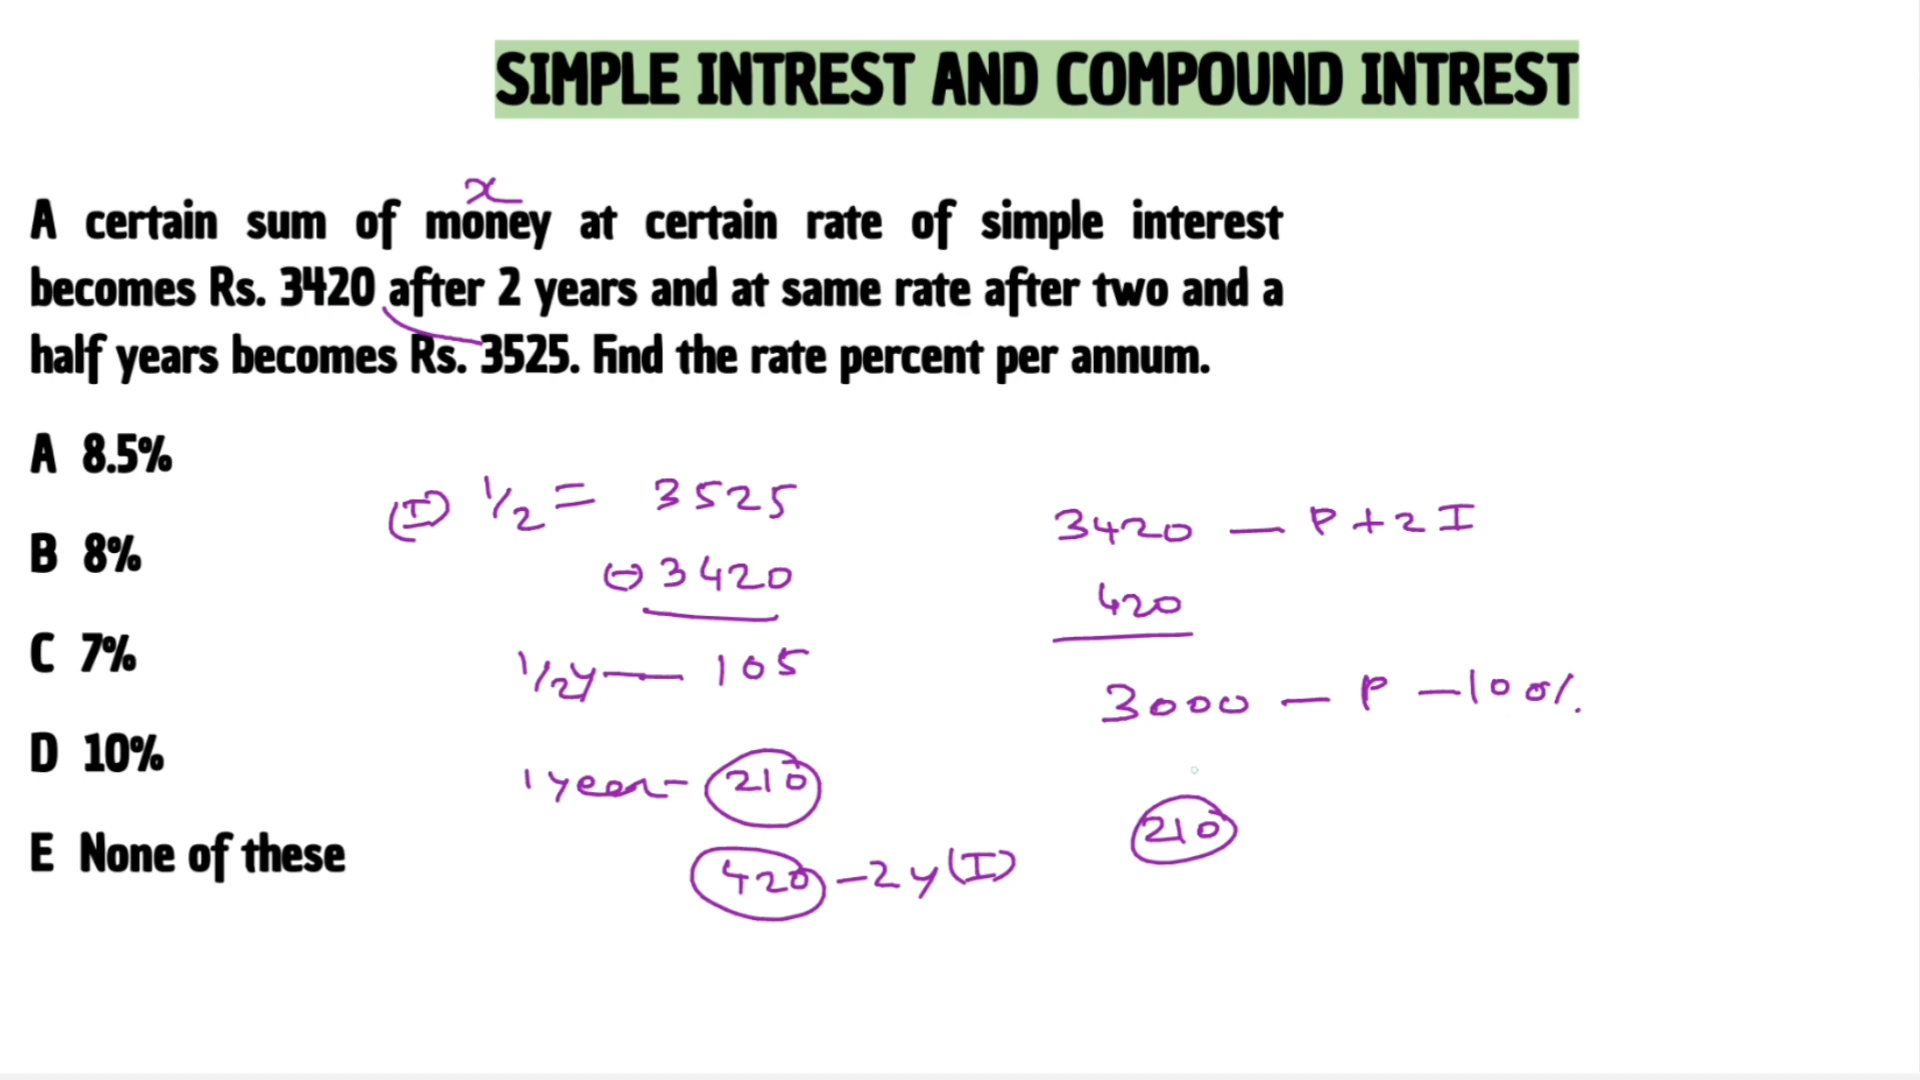 SIMPLE INTREST AND COMPOUND INTREST
x
A certain sum of money at certain rate of simple interest
becomes Rs. 3420 after 2 years and at same rate after two and a
half years becomes Rs. 3525. Find the rate percent per annum.
A 8.5%
B 8%
C 7%
D 10%
E None of these
(I) 1/2 = 3525
(-) 3420
1/2y — 105
1 year - 210
420 - 2y (I)
3420 — P + 2I
420
3000 — P — 100%.
210